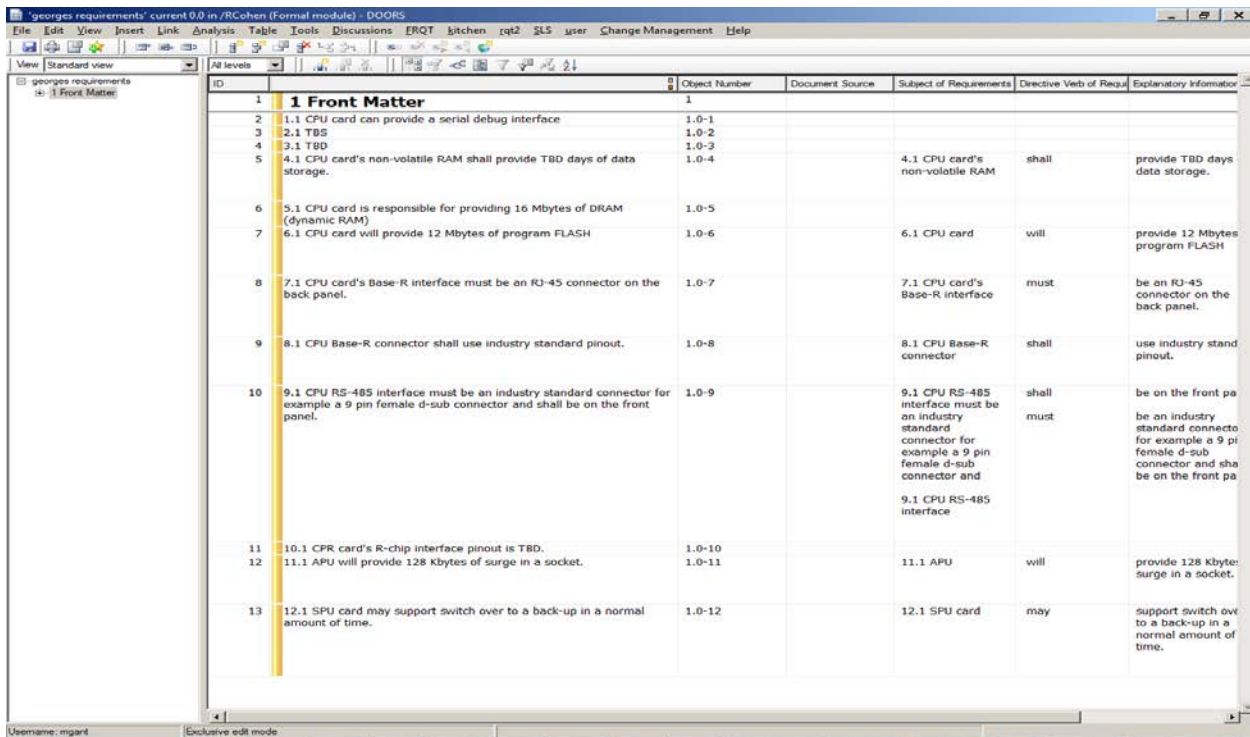 'georges requirements' current 0.0 in /RCohen (Formal module) - DOORS
File Edit View Insert Link Analysis Table Tools Discussions FRQT kitchen rqt2 SLS user Change Management Help
View Standard view All levels
georges requirements
1 Front Matter
ID Object Number Document Source Subject of Requirements Directive Verb of Requi Explanatory Information
1 1 Front Matter 1
2 1.1 CPU card can provide a serial debug interface 1.0-1
3 2.1 TBS 1.0-2
4 3.1 TBD 1.0-3
5 4.1 CPU card's non-volatile RAM shall provide TBD days of data 1.0-4 4.1 CPU card's shall provide TBD days
storage. non-volatile RAM data storage.
6 5.1 CPU card is responsible for providing 16 Mbytes of DRAM 1.0-5
(dynamic RAM)
7 6.1 CPU card will provide 12 Mbytes of program FLASH 1.0-6 6.1 CPU card will provide 12 Mbytes
program FLASH
8 7.1 CPU card's Base-R interface must be an RJ-45 connector on the 1.0-7 7.1 CPU card's must be an RJ-45
back panel. Base-R interface connector on the
back panel.
9 8.1 CPU Base-R connector shall use industry standard pinout. 1.0-8 8.1 CPU Base-R shall use industry stand
connector pinout.
10 9.1 CPU RS-485 interface must be an industry standard connector for 1.0-9 9.1 CPU RS-485 shall be on the front pa
example a 9 pin female d-sub connector and shall be on the front interface must be
panel. an industry must be an industry
standard standard connecto
connector for for example a 9 pi
example a 9 pin female d-sub
female d-sub connector and sha
connector and be on the front pa
9.1 CPU RS-485
interface
11 10.1 CPR card's R-chip interface pinout is TBD. 1.0-10
12 11.1 APU will provide 128 Kbytes of surge in a socket. 1.0-11 11.1 APU will provide 128 Kbytes
surge in a socket.
13 12.1 SPU card may support switch over to a back-up in a normal 1.0-12 12.1 SPU card may support switch ove
amount of time. to a back-up in a
normal amount of
time.
Username: mgant Exclusive edit mode